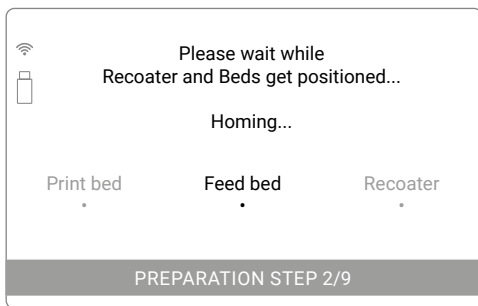 Please wait while
Recoater and Beds get positioned...
Homing...
Print bed
Feed bed
Recoater
PREPARATION STEP 2/9